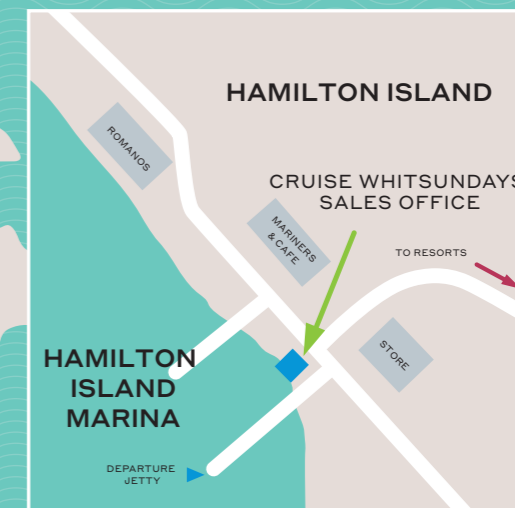 HAMILTON ISLAND
ROMANOS
CRUISE WHITSUNDAYS
SALES OFFICE
MARINERS
& CAFE
TO RESORTS
STORE
HAMILTON
ISLAND
MARINA
DEPARTURE
JETTY